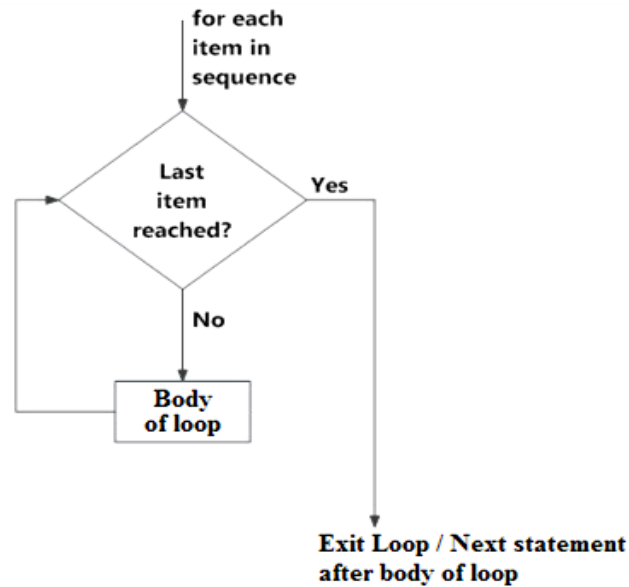 for each
item in
sequence
Last
item
reached?
Yes
No
Body
of loop
Exit Loop / Next statement
after body of loop